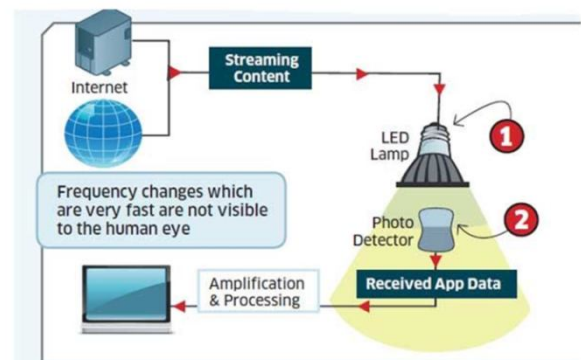 Internet
Streaming
Content
LED
Lamp
1
Frequency changes which
are very fast are not visible
to the human eye
Photo
Detector
2
Amplification
& Processing
Received App Data